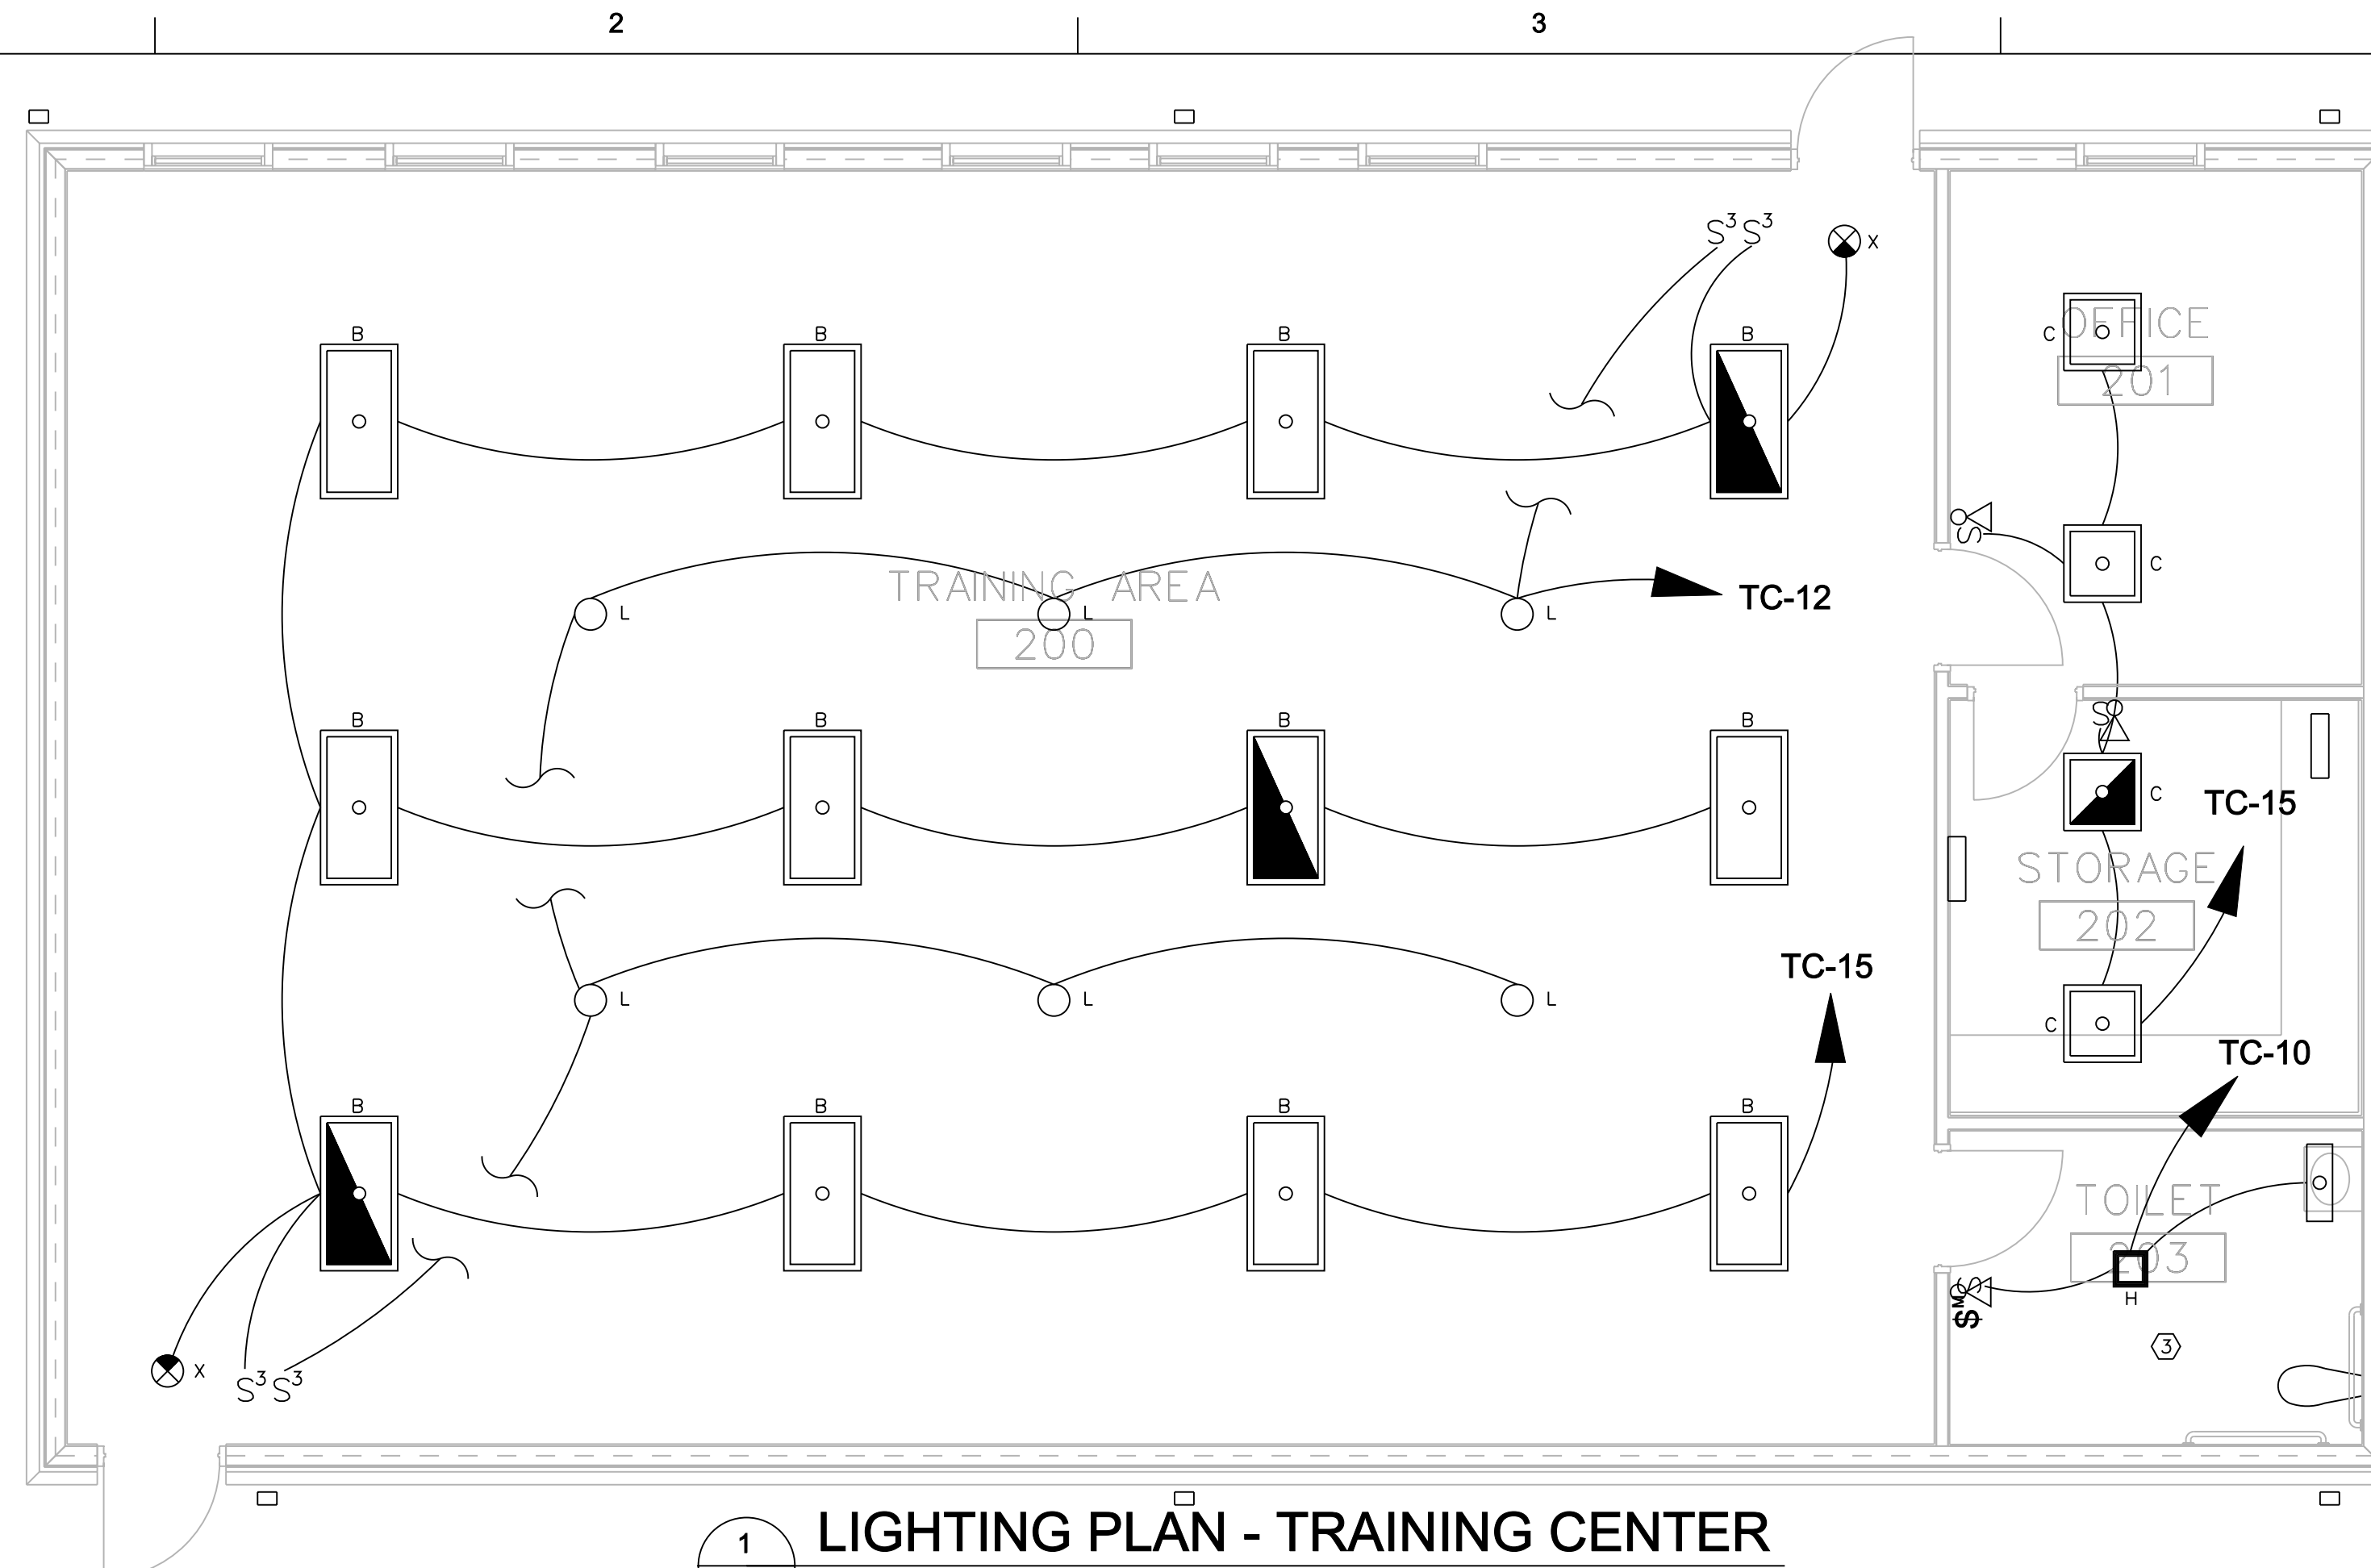 2 3
S3 S3 X
B B B B
OFFICE
C
201
S C
TRAINING AREA
L L L
TC-12
200
B B B B
S
C
TC-15
STORAGE
202
TC-15
L L L
C
TC-10
B B B B
TOILET
203
S
H
$M
3
X S3 S3
1 LIGHTING PLAN - TRAINING CENTER